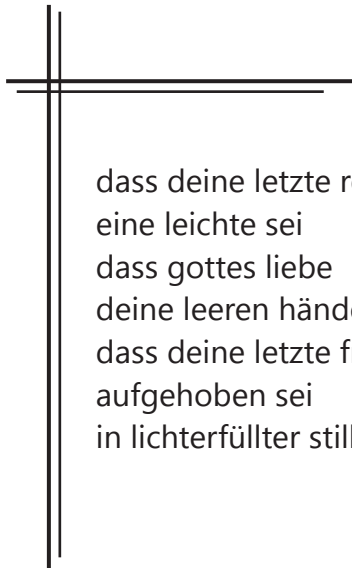 dass deine letzte
eine leichte sei
dass gottes liebe
deine leeren
dass deine letzte
aufgehoben sei
in lichterfüllter